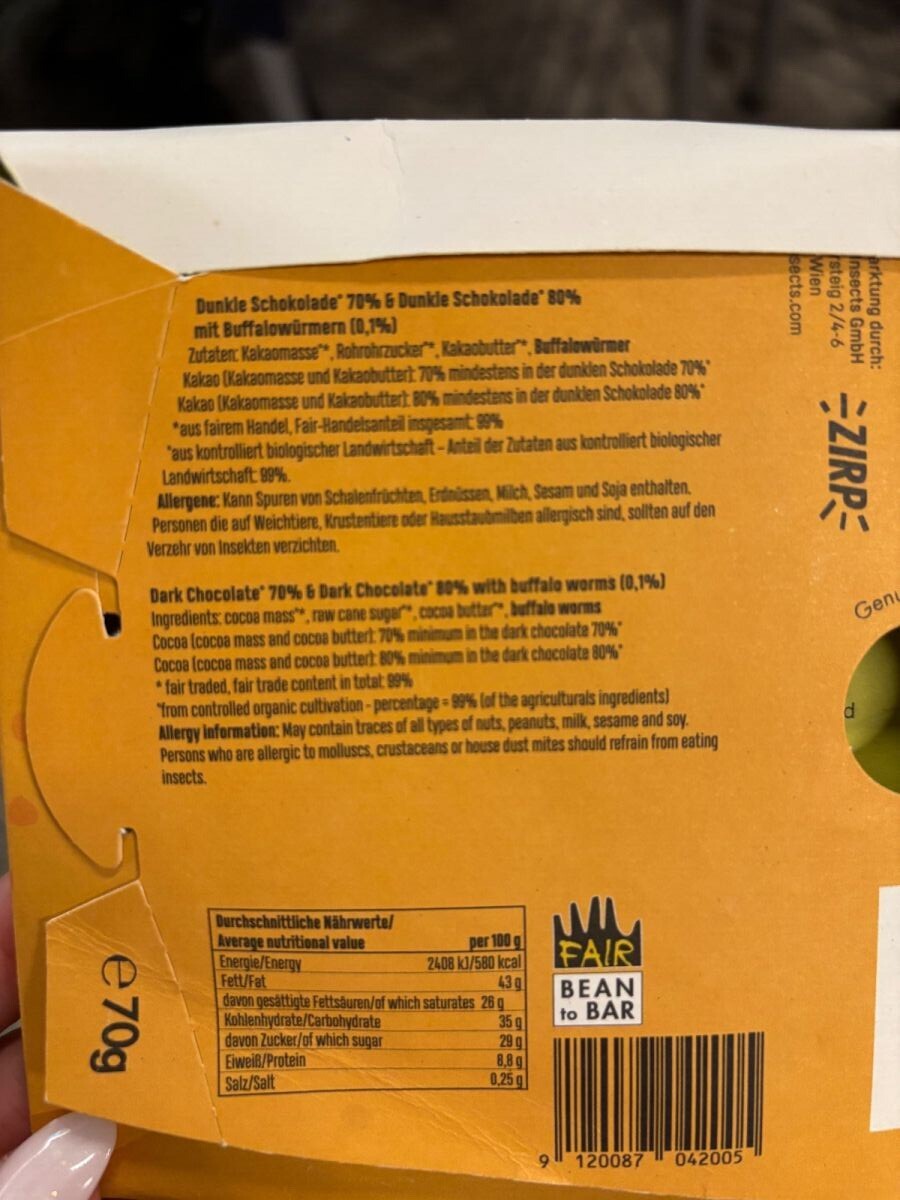 Dunkle Schokolade* 70% & Dunkle Schokolade* 80%
mit Buffalowürmern (0,1%)
Zutaten: Kakaomasse*⁺, Rohrohrzucker*⁺, Kakaobutter*⁺, Buffalowürmer
Kakao (Kakaomasse und Kakaobutter): 70% mindestens in der dunklen Schokolade 70%*
Kakao (Kakaomasse und Kakaobutter): 80% mindestens in der dunklen Schokolade 80%*
*aus fairem Handel, Fair-Handelsanteil insgesamt: 99%
⁺aus kontrolliert biologischer Landwirtschaft - Anteil der Zutaten aus kontrolliert biologischer
Landwirtschaft: 99%.
Allergene: Kann Spuren von Schalenfrüchten, Erdnüssen, Milch, Sesam und Soja enthalten.
Personen die auf Weichtiere, Krustentiere oder Hausstaubmilben allergisch sind, sollten auf den
Verzehr von Insekten verzichten.
Dark Chocolate* 70% & Dark Chocolate* 80% with buffalo worms (0,1%)
Ingredients: cocoa mass*⁺, raw cane sugar*⁺, cocoa butter*⁺, buffalo worms
Cocoa (cocoa mass and cocoa butter): 70% minimum in the dark chocolate 70%*
Cocoa (cocoa mass and cocoa butter): 80% minimum in the dark chocolate 80%*
* fair traded, fair trade content in total: 99%
⁺from controlled organic cultivation - percentage = 99% (of the agriculturals ingredients)
Allergy information: May contain traces of all types of nuts, peanuts, milk, sesame and soy.
Persons who are allergic to molluscs, crustaceans or house dust mites should refrain from eating
insects.
Durchschnittliche Nährwerte/
Average nutritional value per 100 g
Energie/Energy 2408 kJ/580 kcal
Fett/Fat 43 g
davon gesättigte Fettsäuren/of which saturates 26 g
Kohlenhydrate/Carbohydrate 35 g
davon Zucker/of which sugar 29 g
Eiweiß/Protein 8,8 g
Salz/Salt 0,25 g
e 70g
FAIR
BEAN
to BAR
9 120087 042005
arktung durch:
nsects GmbH
rsteig 2/4-6
Wien
sects.com
ZIRP
Genu
d